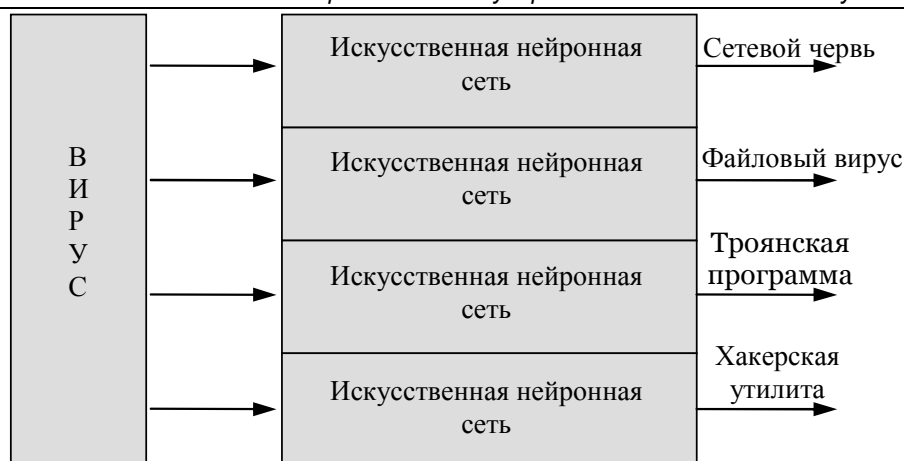 В
И
Р
У
С
Искусственная нейронная
сеть
Сетевой червь
Искусственная нейронная
сеть
Файловый вирус
Искусственная нейронная
сеть
Троянская
программа
Искусственная нейронная
сеть
Хакерская
утилита